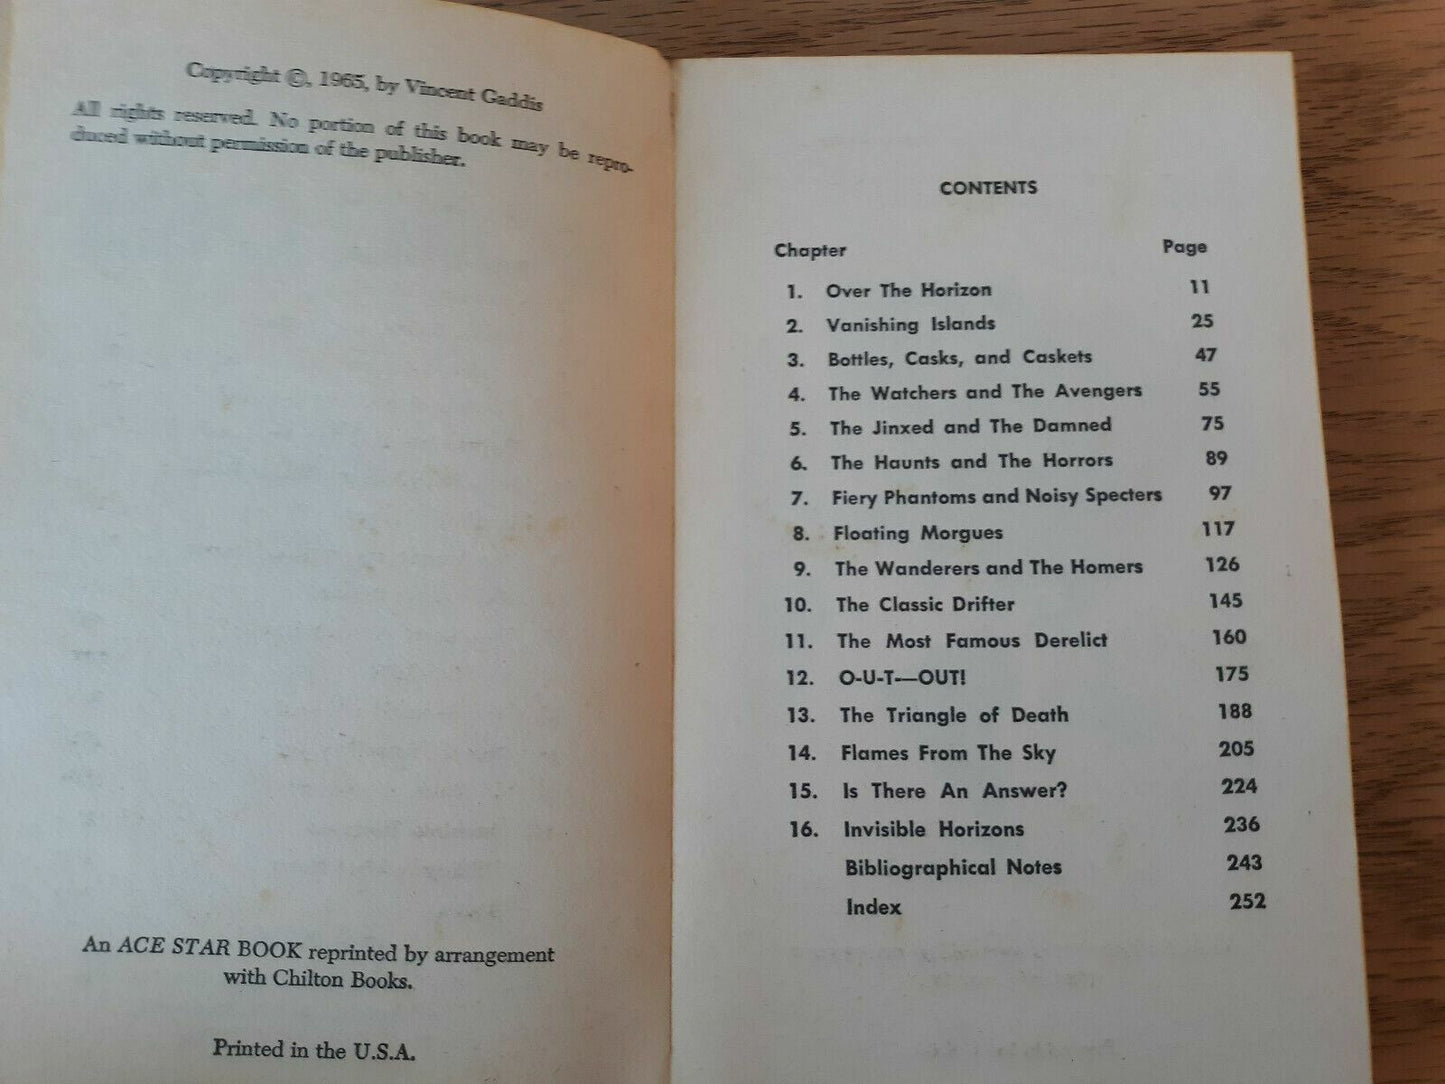 Copyright ©, 1965, by Vincent Gaddis
All rights reserved. No portion of this book may be repro-
duced without permission of the publisher.
An ACE STAR BOOK reprinted by arrangement
with Chilton Books.
Printed in the U.S.A.
CONTENTS
Chapter Page
1. Over The Horizon 11
2. Vanishing Islands 25
3. Bottles, Casks, and Caskets 47
4. The Watchers and The Avengers 55
5. The Jinxed and The Damned 75
6. The Haunts and The Horrors 89
7. Fiery Phantoms and Noisy Specters 97
8. Floating Morgues 117
9. The Wanderers and The Homers 126
10. The Classic Drifter 145
11. The Most Famous Derelict 160
12. O-U-T—OUT! 175
13. The Triangle of Death 188
14. Flames From The Sky 205
15. Is There An Answer? 224
16. Invisible Horizons 236
Bibliographical Notes 243
Index 252